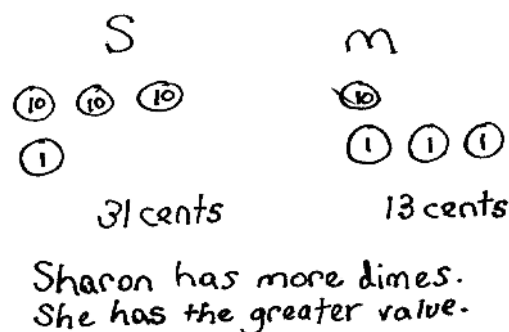 S m
10 10 10 10
1 1 1 1
31 cents 13 cents
Sharon has more dimes.
She has the greater value.